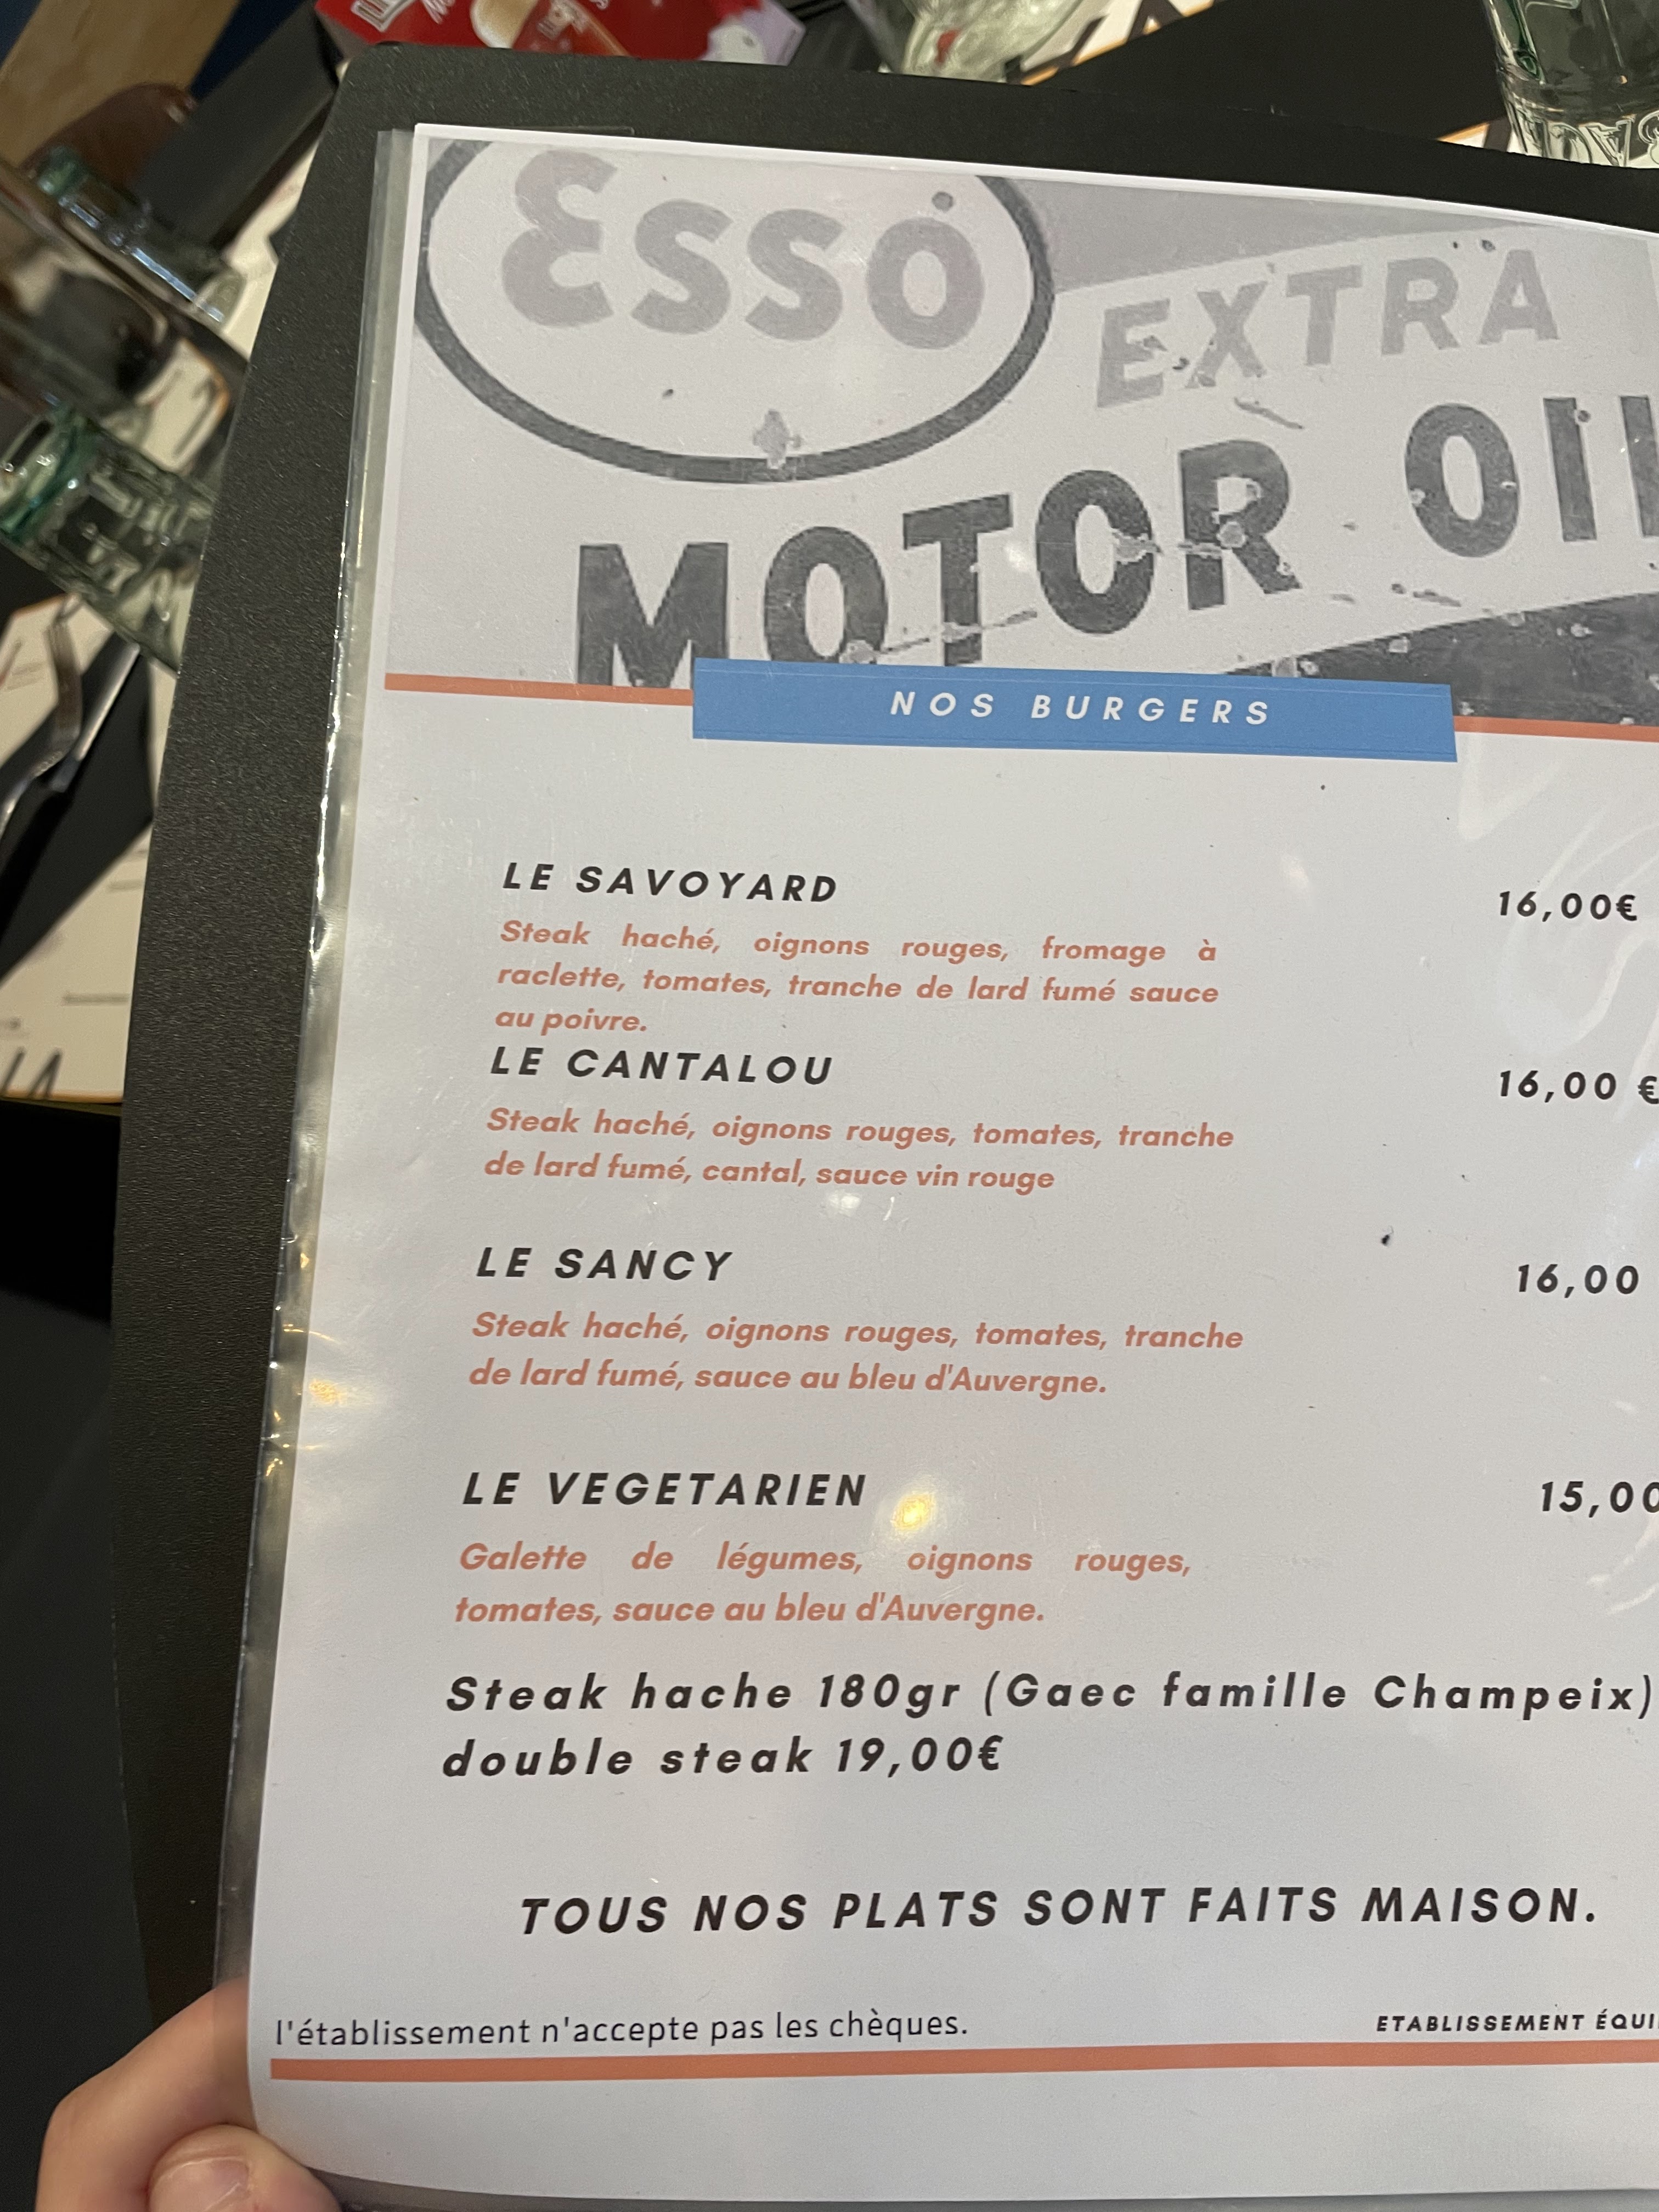 Esso
EXTRA
MOTOR OIL
NOS BURGERS
LE SAVOYARD 16,00€
Steak haché, oignons rouges, fromage à
raclette, tomates, tranche de lard fumé sauce
au poivre.
LE CANTALOU 16,00 €
Steak haché, oignons rouges, tomates, tranche
de lard fumé, cantal, sauce vin rouge
LE SANCY 16,00
Steak haché, oignons rouges, tomates, tranche
de lard fumé, sauce au bleu d'Auvergne.
LE VEGETARIEN 15,00
Galette de légumes, oignons rouges,
tomates, sauce au bleu d'Auvergne.
Steak hache 180gr (Gaec famille Champeix)
double steak 19,00€
TOUS NOS PLATS SONT FAITS MAISON.
l'établissement n'accepte pas les chèques.
ETABLISSEMENT ÉQUI